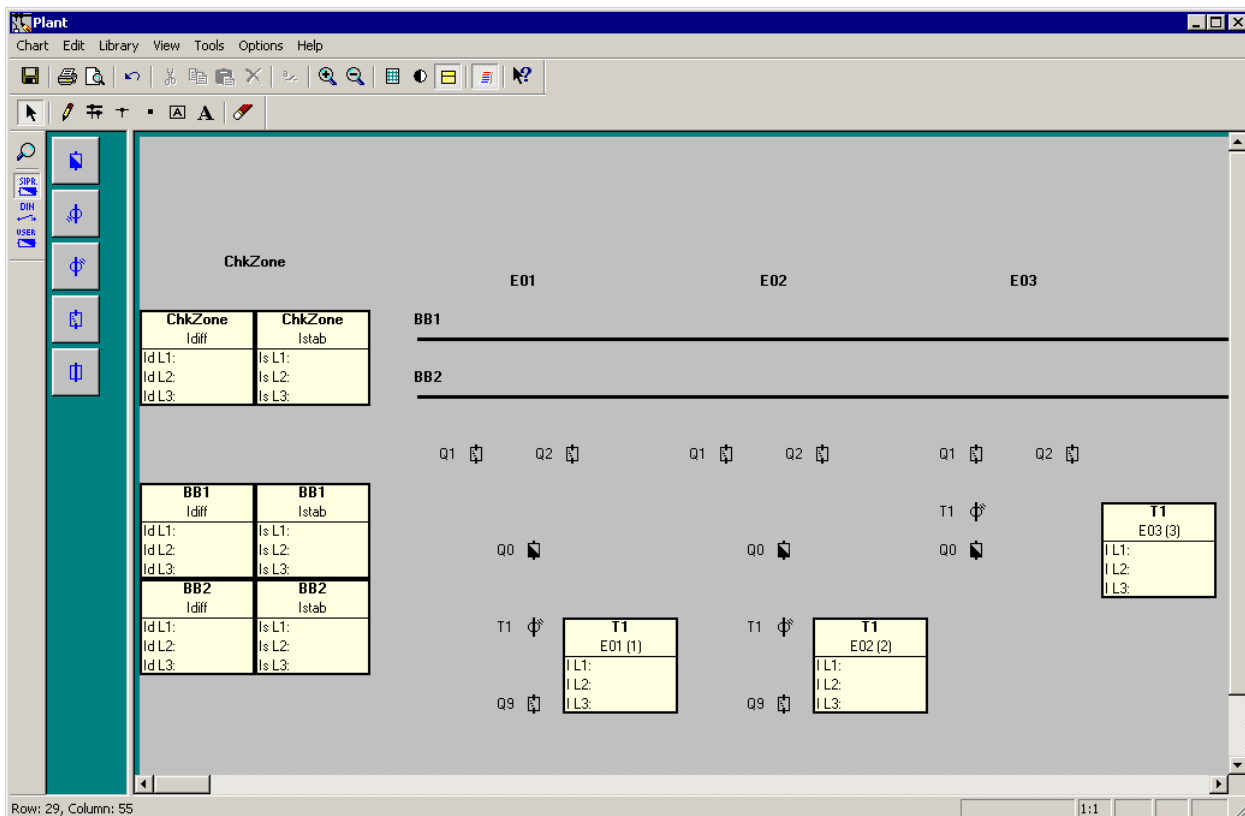 Plant
Chart Edit Library View Tools Options Help
SIPR.
DIN
USER
ChkZone
E01 E02 E03
ChkZone ChkZone
Idiff Istab
Id L1: Is L1:
Id L2: Is L2:
Id L3: Is L3:
BB1
BB2
Q1 Q2 Q1 Q2 Q1 Q2
BB1 BB1
Idiff Istab
Id L1: Is L1:
Id L2: Is L2:
Id L3: Is L3:
BB2 BB2
Idiff Istab
Id L1: Is L1:
Id L2: Is L2:
Id L3: Is L3:
T1
Q0 Q0 Q0
T1
E03 (3)
I L1:
I L2:
I L3:
T1
T1
E01 (1)
I L1:
I L2:
I L3:
Q9
T1
T1
E02 (2)
I L1:
I L2:
I L3:
Q9
Row: 29, Column: 55
1:1